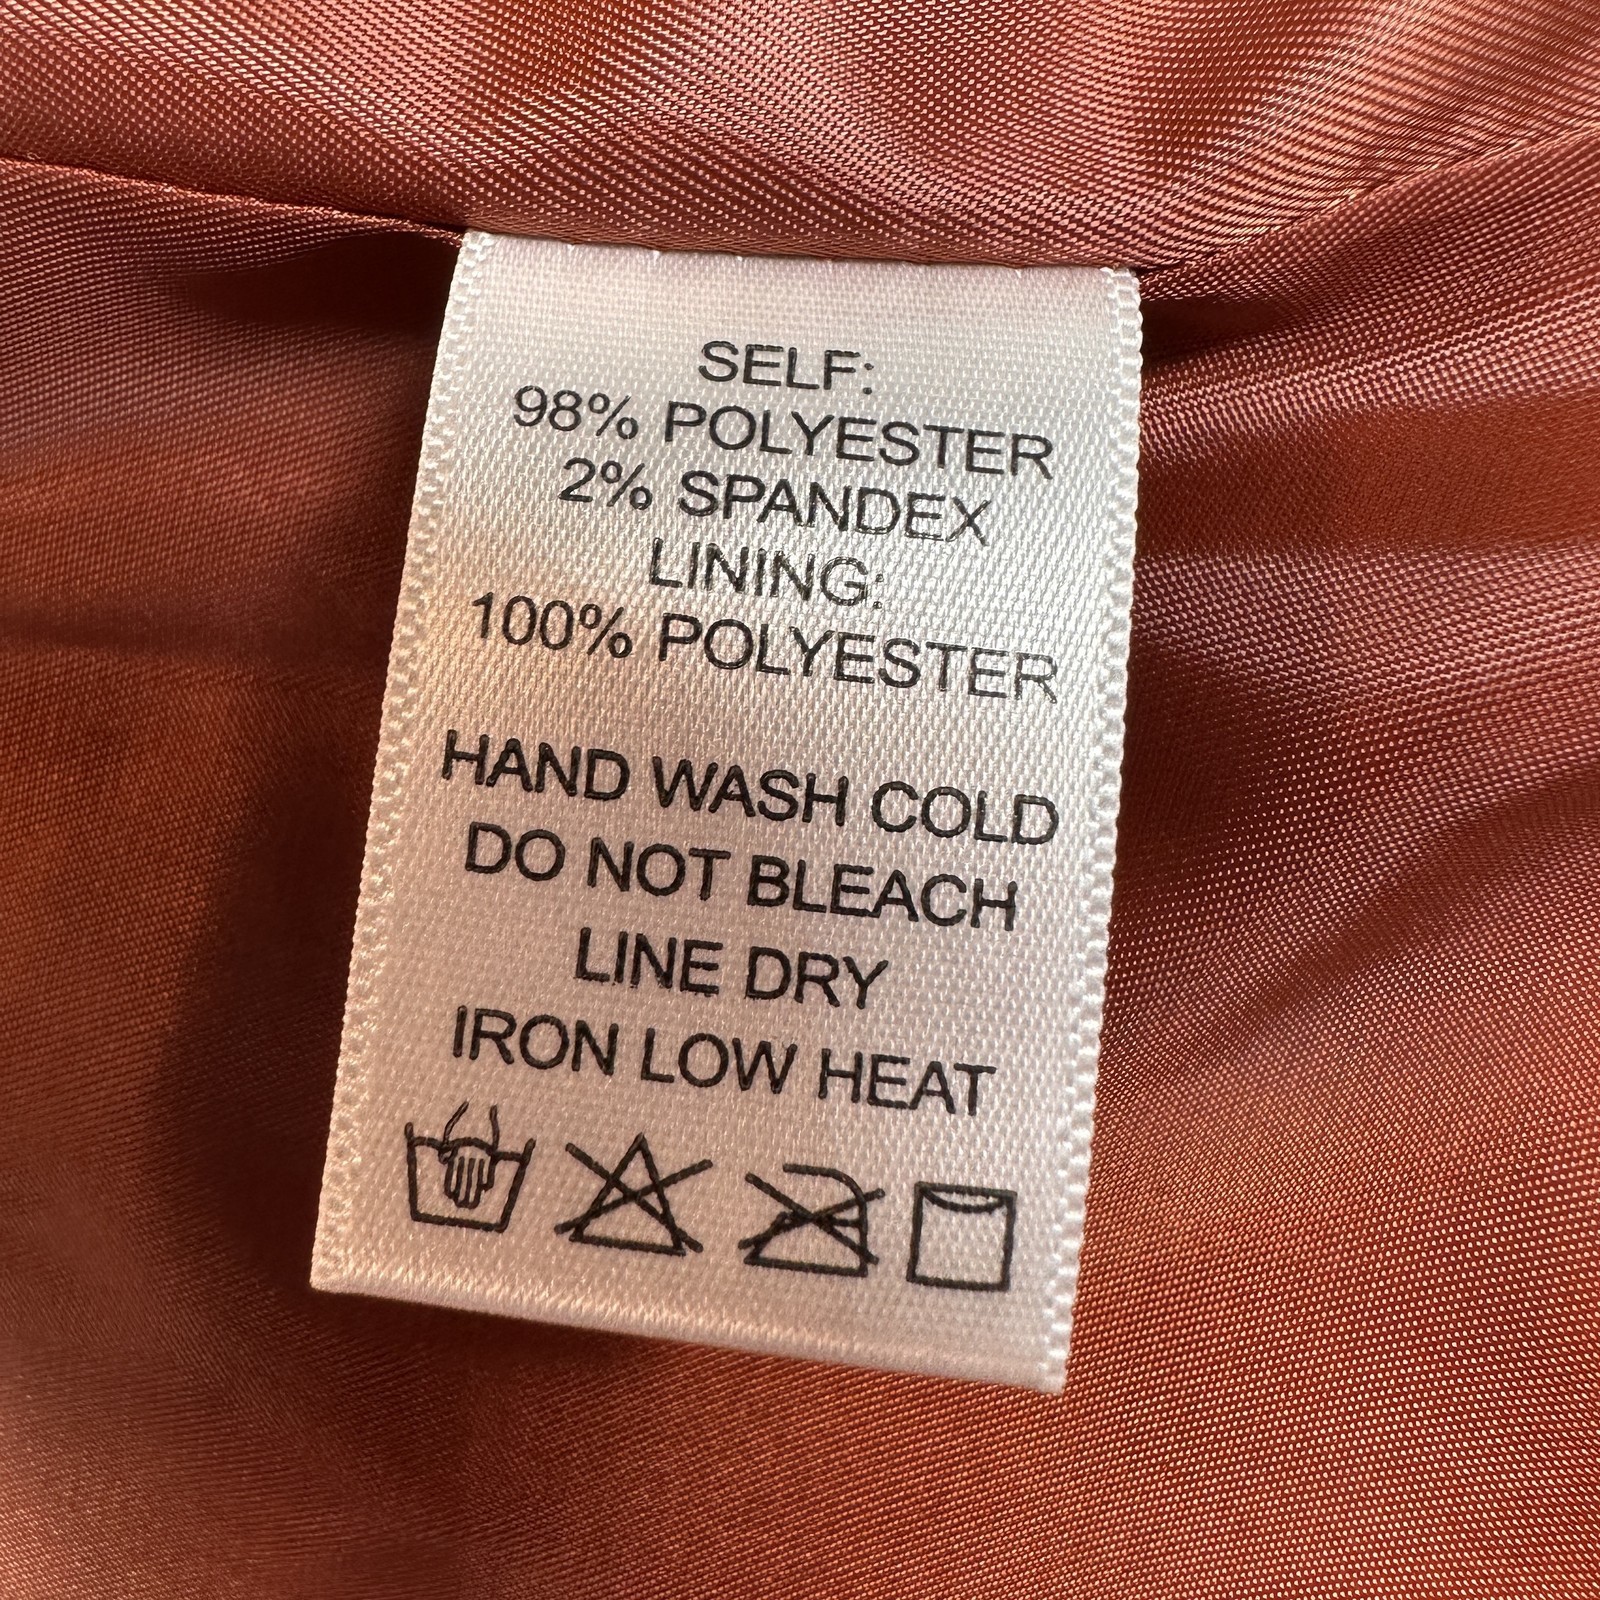 SELF:
98% POLYESTER
2% SPANDEX
LINING:
100% POLYESTER
HAND WASH COLD
DO NOT BLEACH
LINE DRY
IRON LOW HEAT